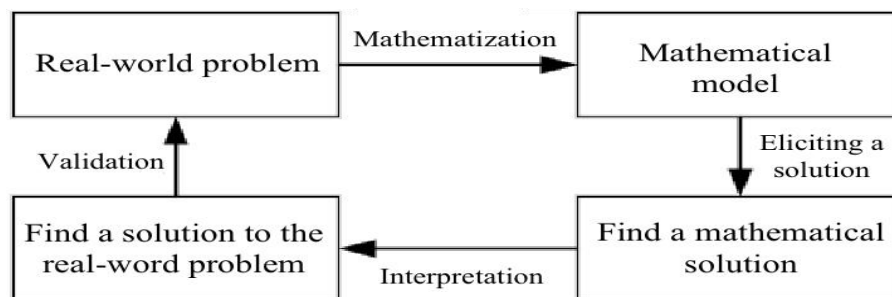 Real-world problem
Mathematization
Mathematical
model
Validation
Eliciting a
solution
Find a solution to the
real-word problem
Interpretation
Find a mathematical
solution